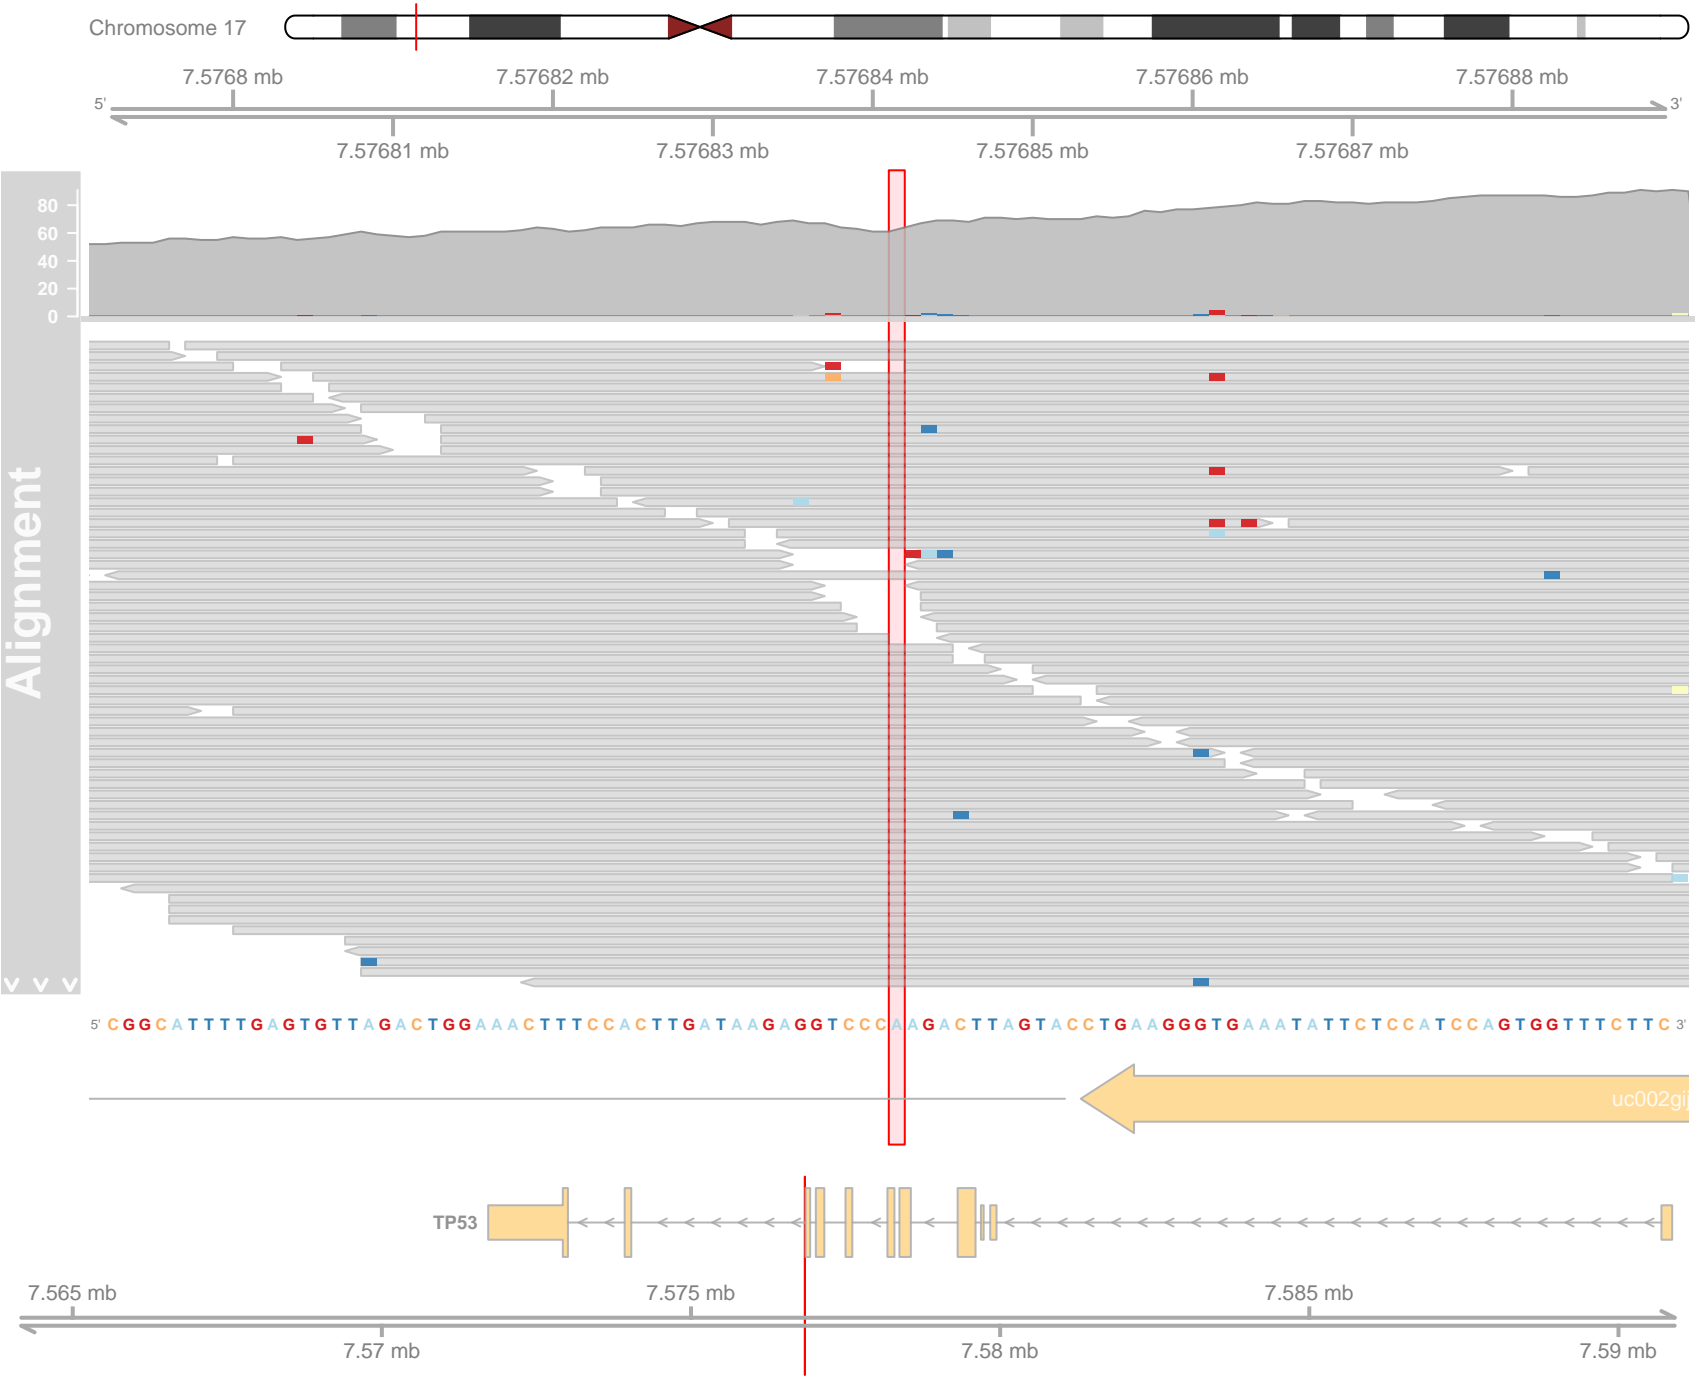 Chromosome 17
7.5768 mb 7.57682 mb 7.57684 mb 7.57686 mb 7.57688 mb
5' 3'
7.57681 mb 7.57683 mb 7.57685 mb 7.57687 mb
80
60
40
20
0
Alignment
5' C G G C A T T T T G A G T G T T A G A C T G G A A A C T T T C C A C T T G A T A A G A G G T C C C A A G A C T T A G T A C C T G A A G G G T G A A A T A T T C T C C A T C C A G T G G T T T C T T C 3'
uc002gij
TP53
7.565 mb 7.575 mb 7.585 mb
7.57 mb 7.58 mb 7.59 mb